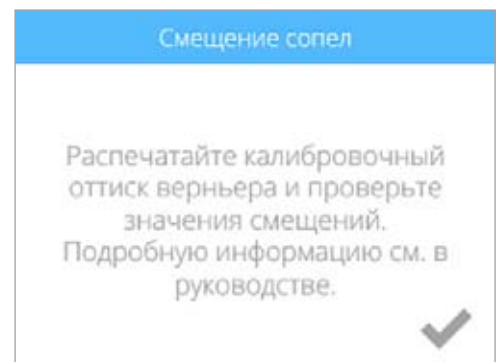 Смещение сопел
Распечатайте калибровочный
оттиск верньера и проверьте
значения смещений.
Подробную информацию см. в
руководстве.